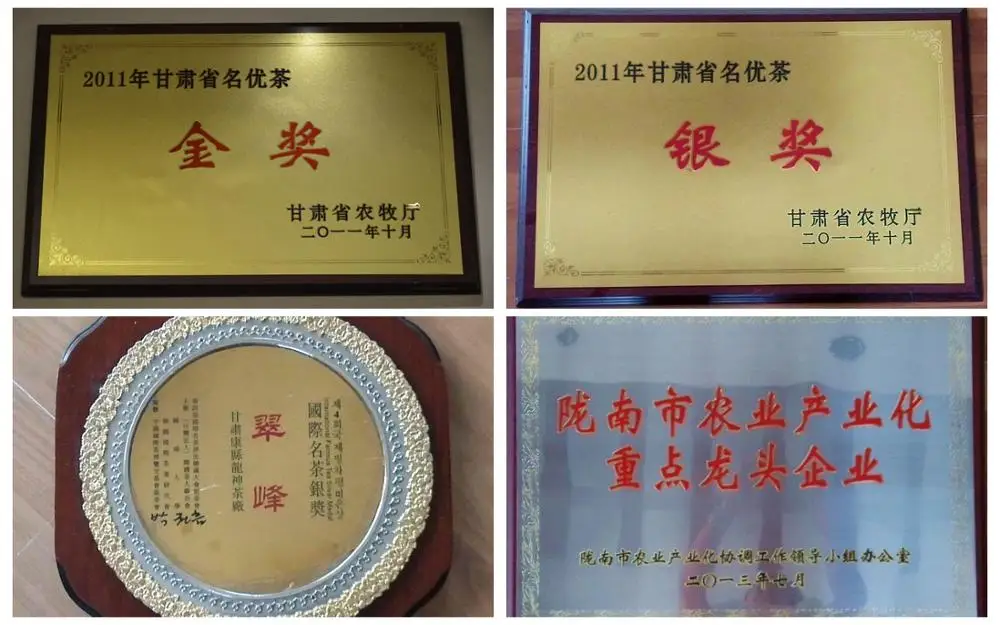 2011年甘肃省名优茶
金奖
甘肃省农牧厅
二〇一一年十月
2011年甘肃省名优茶
银奖
甘肃省农牧厅
二〇一一年十月
國際名茶銀獎
翠峰
甘肅康縣龍神茶廠
陇南市农业产业化
重点龙头企业
陇南市农业产业化协调工作领导小组办公室
二〇一三年七月